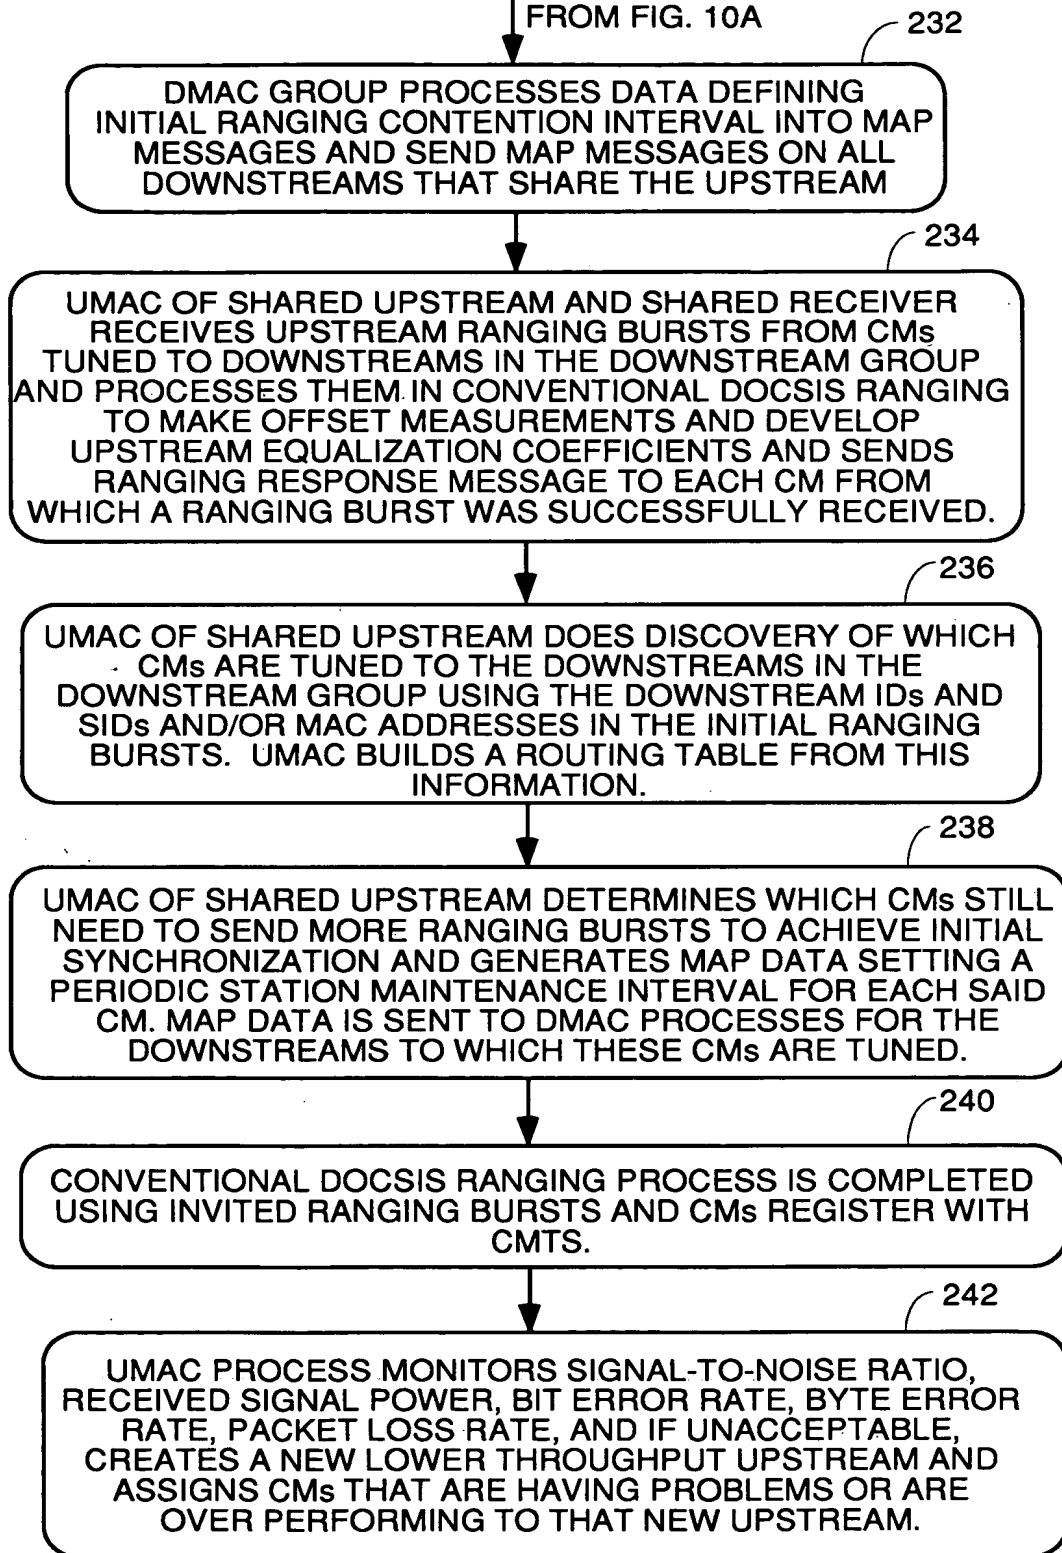 FROM FIG. 10A
232
DMAC GROUP PROCESSES DATA DEFINING
INITIAL RANGING CONTENTION INTERVAL INTO MAP
MESSAGES AND SEND MAP MESSAGES ON ALL
DOWNSTREAMS THAT SHARE THE UPSTREAM
234
UMAC OF SHARED UPSTREAM AND SHARED RECEIVER
RECEIVES UPSTREAM RANGING BURSTS FROM CMs
TUNED TO DOWNSTREAMS IN THE DOWNSTREAM GROUP
AND PROCESSES THEM IN CONVENTIONAL DOCSIS RANGING
TO MAKE OFFSET MEASUREMENTS AND DEVELOP
UPSTREAM EQUALIZATION COEFFICIENTS AND SENDS
RANGING RESPONSE MESSAGE TO EACH CM FROM
WHICH A RANGING BURST WAS SUCCESSFULLY RECEIVED.
236
UMAC OF SHARED UPSTREAM DOES DISCOVERY OF WHICH
CMs ARE TUNED TO THE DOWNSTREAMS IN THE
DOWNSTREAM GROUP USING THE DOWNSTREAM IDs AND
SIDs AND/OR MAC ADDRESSES IN THE INITIAL RANGING
BURSTS. UMAC BUILDS A ROUTING TABLE FROM THIS
INFORMATION.
238
UMAC OF SHARED UPSTREAM DETERMINES WHICH CMs STILL
NEED TO SEND MORE RANGING BURSTS TO ACHIEVE INITIAL
SYNCHRONIZATION AND GENERATES MAP DATA SETTING A
PERIODIC STATION MAINTENANCE INTERVAL FOR EACH SAID
CM. MAP DATA IS SENT TO DMAC PROCESSES FOR THE
DOWNSTREAMS TO WHICH THESE CMs ARE TUNED.
240
CONVENTIONAL DOCSIS RANGING PROCESS IS COMPLETED
USING INVITED RANGING BURSTS AND CMs REGISTER WITH
CMTS.
242
UMAC PROCESS MONITORS SIGNAL-TO-NOISE RATIO,
RECEIVED SIGNAL POWER, BIT ERROR RATE, BYTE ERROR
RATE, PACKET LOSS RATE, AND IF UNACCEPTABLE,
CREATES A NEW LOWER THROUGHPUT UPSTREAM AND
ASSIGNS CMs THAT ARE HAVING PROBLEMS OR ARE
OVER PERFORMING TO THAT NEW UPSTREAM.